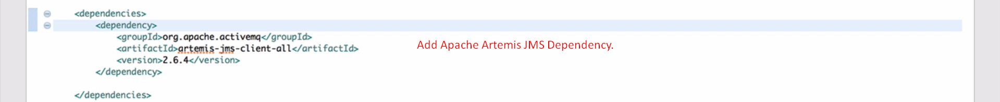 <dependencies>
<dependency>
<groupId>org.apache.activemq</groupId>
<artifactId>artemis-jms-client-all</artifactId>
Add Apache Artemis JMS Dependency.
<version>2.6.4</version>
</dependency>
</dependencies>